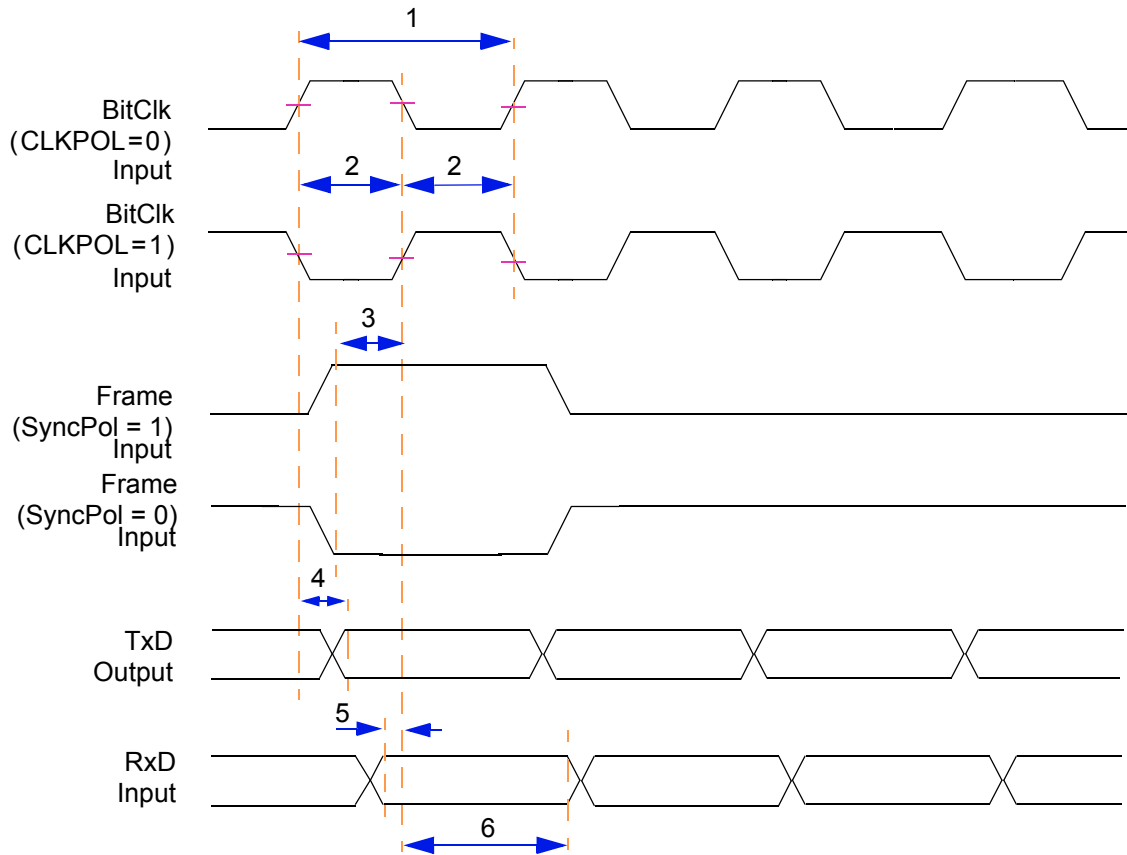 1
BitClk
(CLKPOL=0)
Input
2 2
BitClk
(CLKPOL=1)
Input
3
Frame
(SyncPol = 1)
Input
Frame
(SyncPol = 0)
Input
4
TxD
Output
5
RxD
Input
6